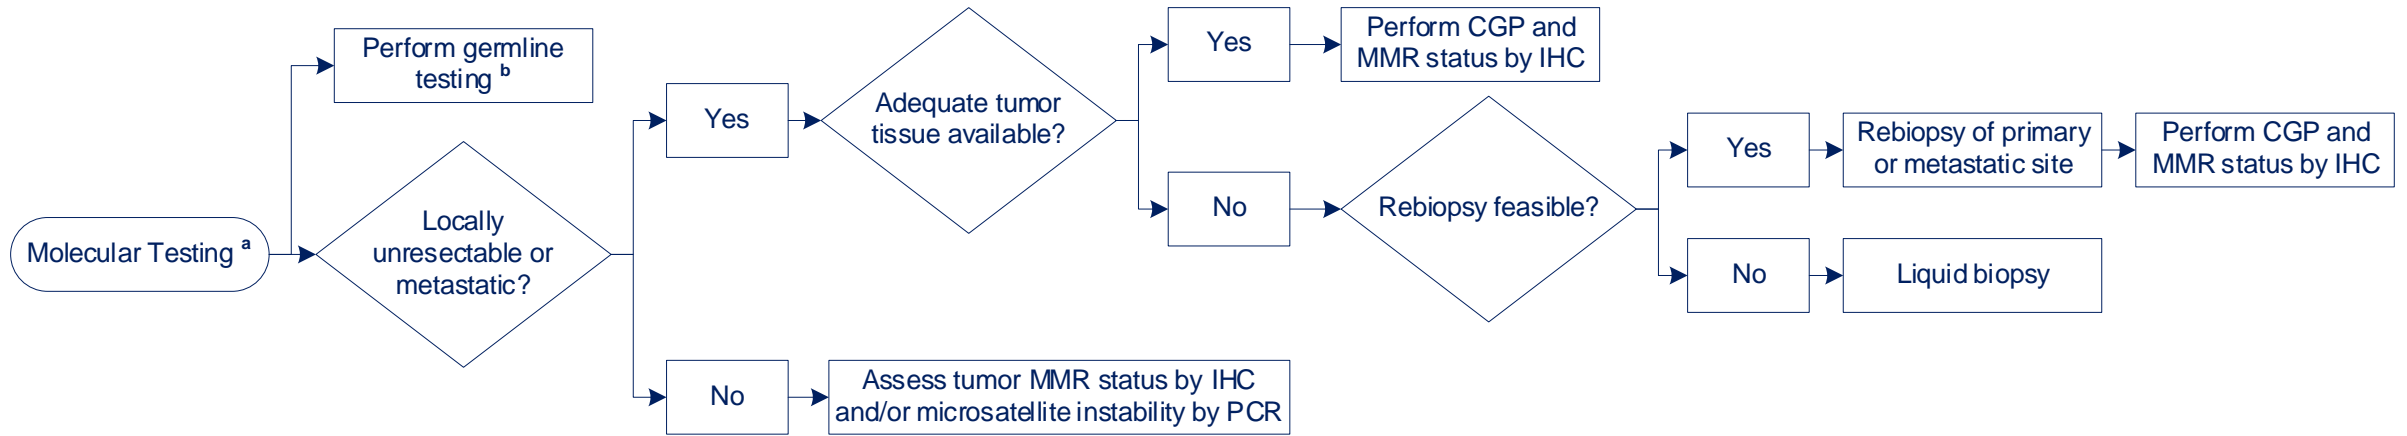 Molecular Testing a
Perform germline
testing b
Locally
unresectable or
metastatic?
Yes
Adequate tumor
tissue available?
Yes
Perform CGP and
MMR status by IHC
No
Rebiopsy feasible?
Yes
Rebiopsy of primary
or metastatic site
Perform CGP and
MMR status by IHC
No
Liquid biopsy
No
Assess tumor MMR status by IHC
and/or microsatellite instability by PCR